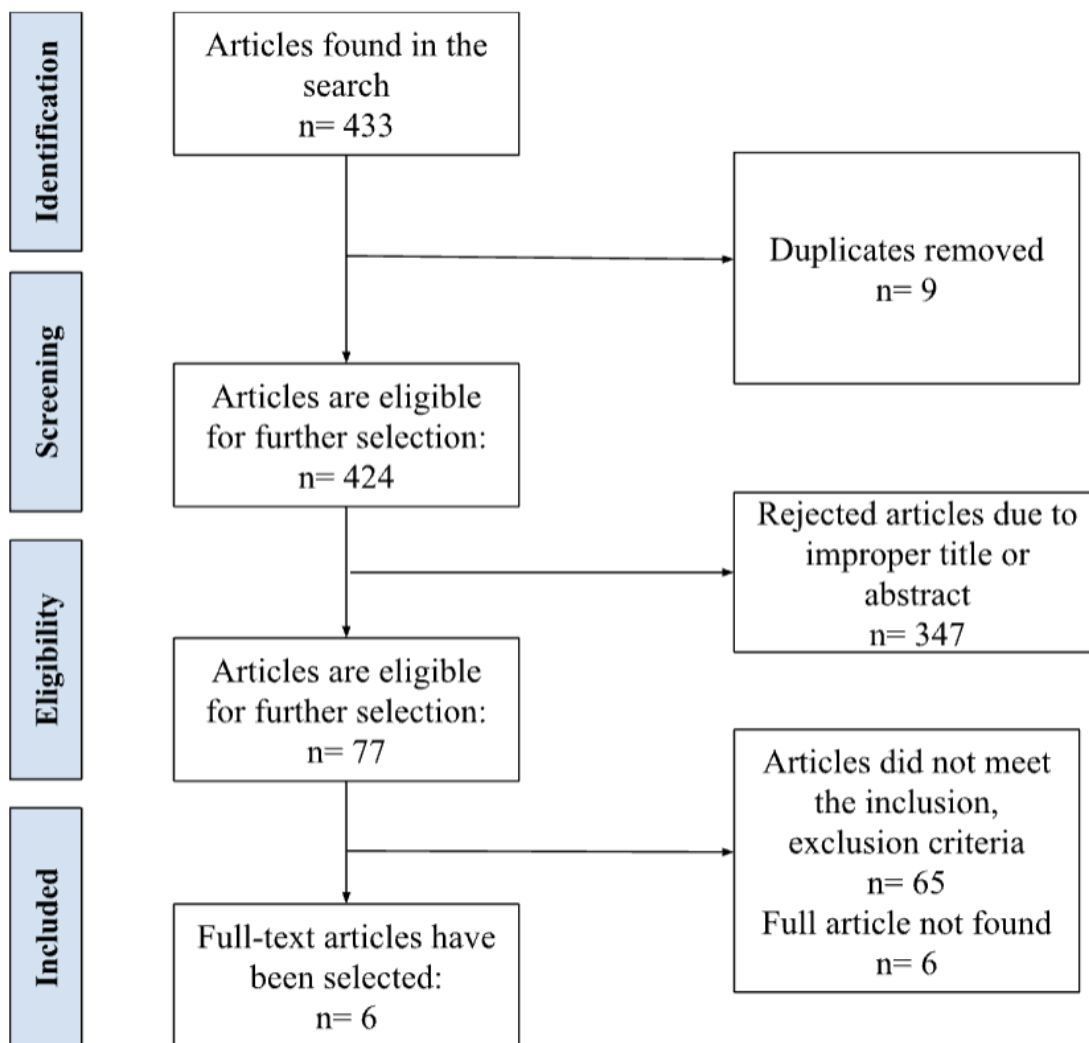 Identification
Articles found in the
search
n= 433
Duplicates removed
n= 9
Screening
Articles are eligible
for further selection:
n= 424
Rejected articles due to
improper title or
abstract
n= 347
Eligibility
Articles are eligible
for further selection:
n= 77
Articles did not meet
the inclusion,
exclusion criteria
n= 65
Full article not found
n= 6
Included
Full-text articles have
been selected:
n= 6